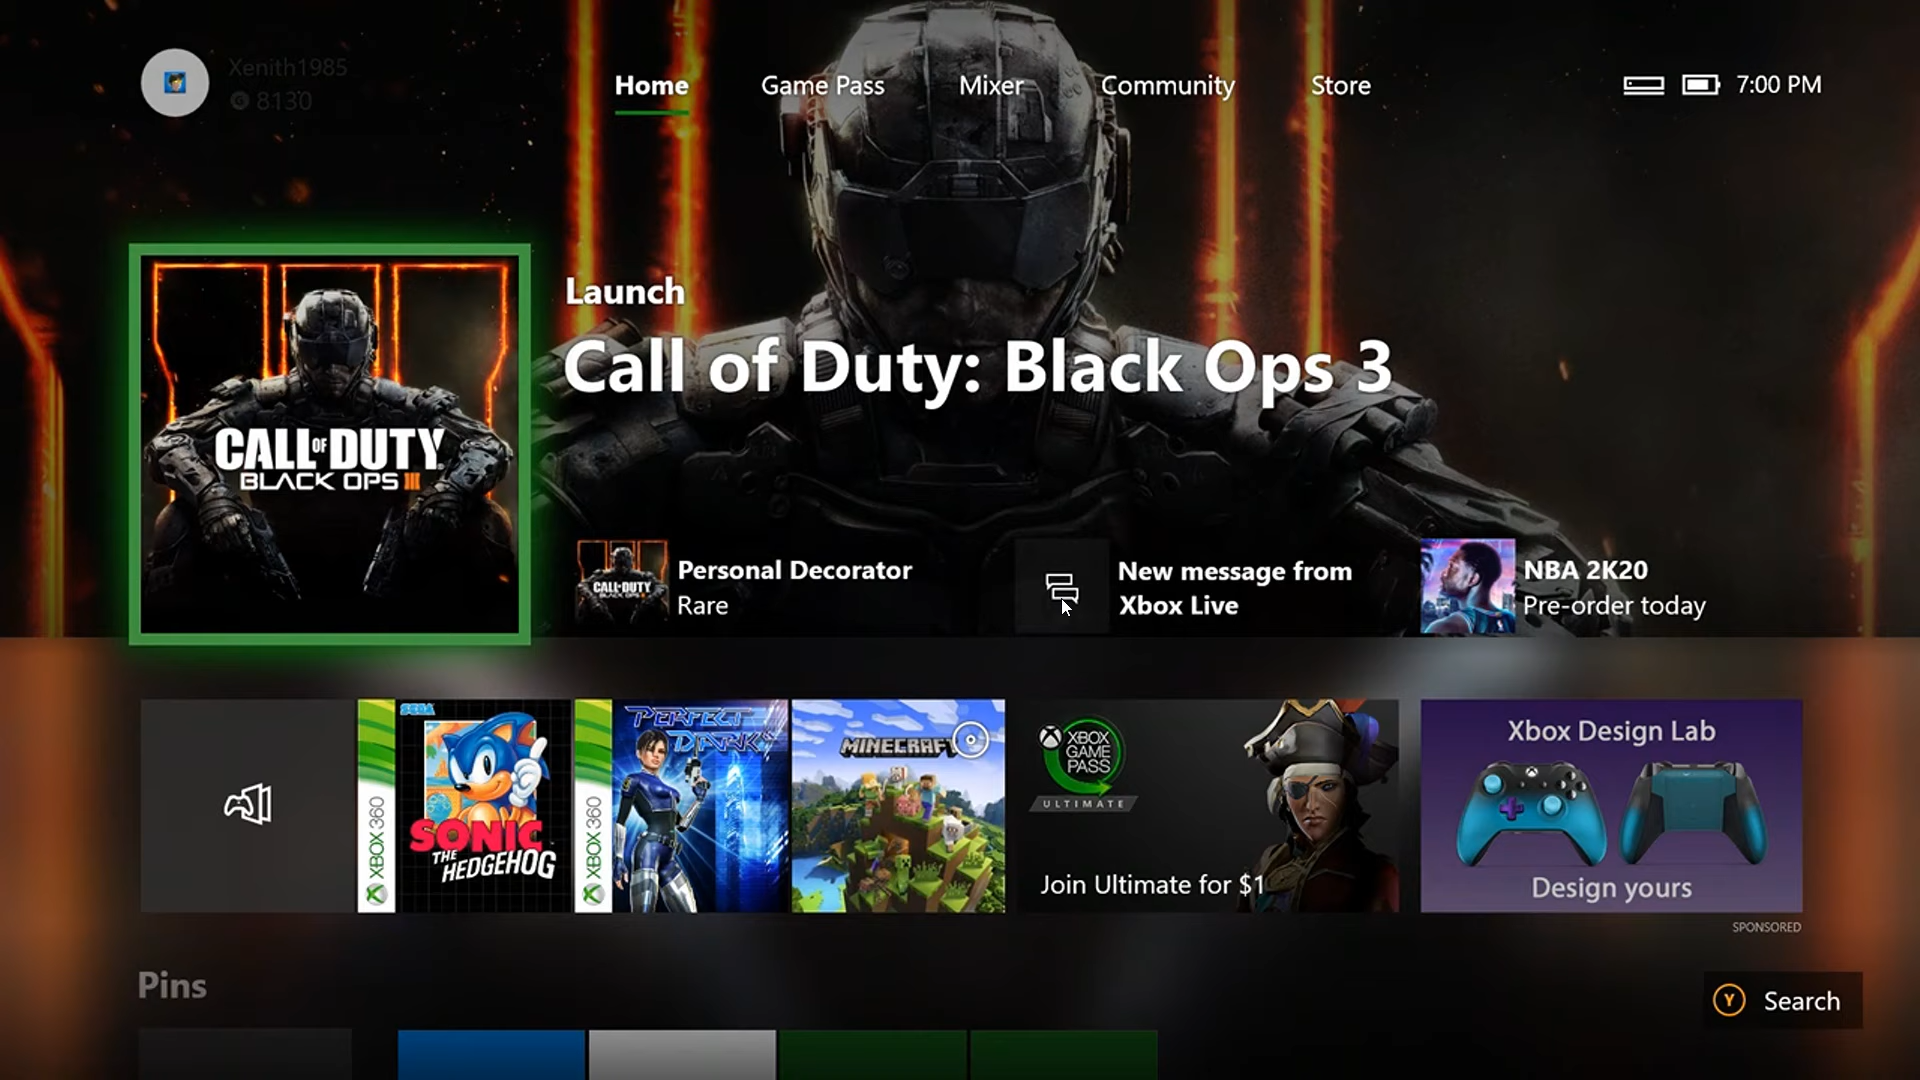 Xenith1985
G 8130
Home
Game Pass
Mixer
Community
Store
7:00 PM
CALL OF DUTY
BLACK OPS III
Launch
Call of Duty: Black Ops 3
CALL OF DUTY
Personal Decorator
Rare
New message from
Xbox Live
NBA 2K20
Pre-order today
XBOX 360
SEGA
SONIC
THE
HEDGEHOG
XBOX 360
PERFECT
DARK
MINECRAFT
XBOX
GAME
PASS
ULTIMATE
Join Ultimate for $1
Xbox Design Lab
Design yours
SPONSORED
Pins
Y Search